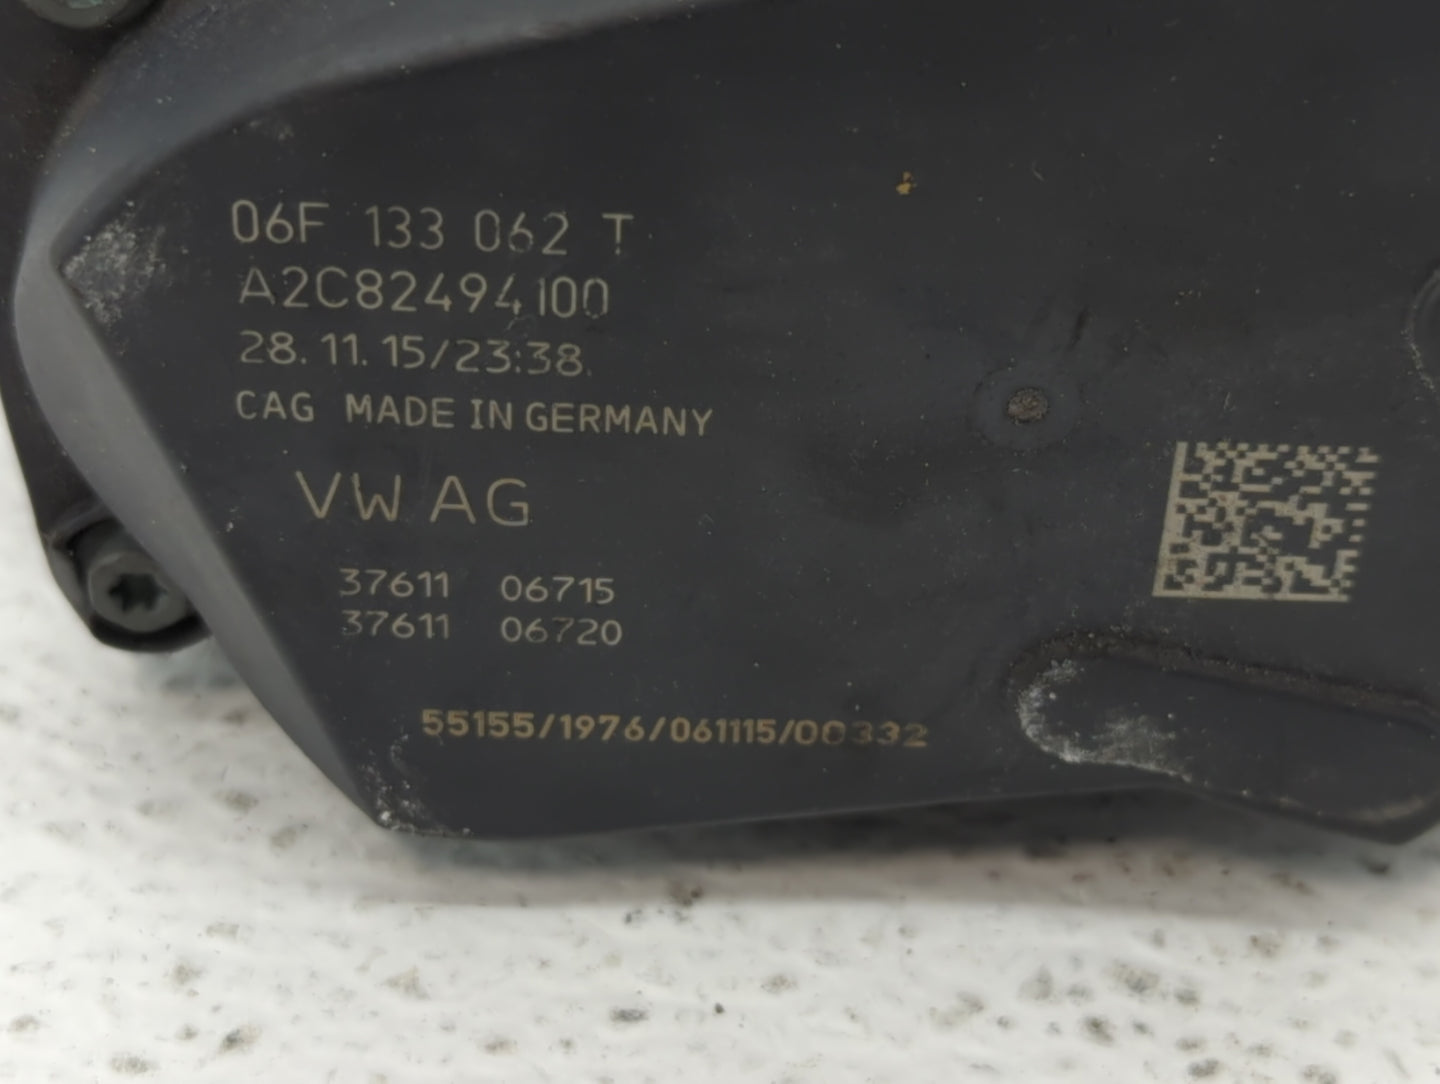 06F 133 062 T
A2C82494100
28.11.15/23:38.
CAG MADE IN GERMANY
VW AG
37611 06715
37611 06720
55155/1976/061115/00332